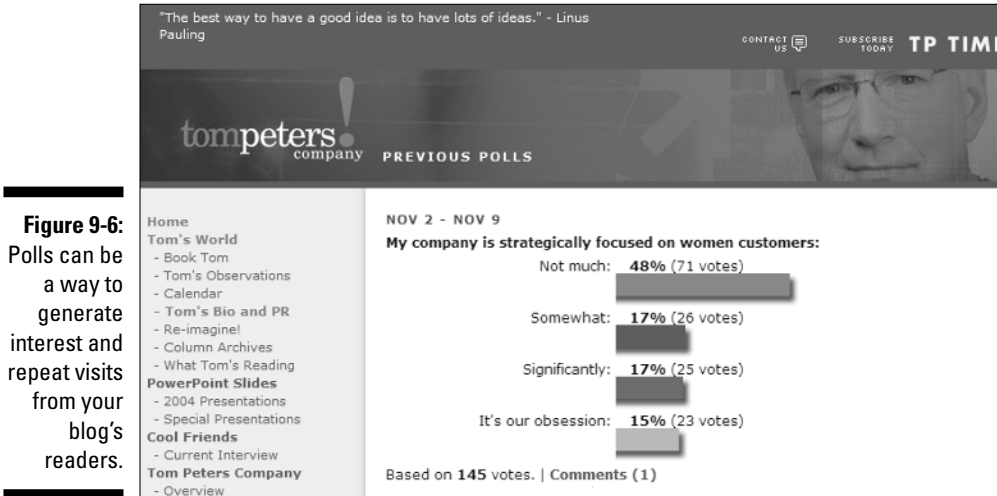 "The best way to have a good idea is to have lots of ideas." - Linus
Pauling
CONTACT
US
SUBSCRIBE
TODAY
TP
tompeters!
company
PREVIOUS POLLS
Figure 9-6:
Polls can be
a way to
generate
interest and
repeat visits
from your
blog's
readers.
Home
Tom's World
- Book Tom
- Tom's Observations
- Calendar
- Tom's Bio and PR
- Re-imagine!
- Column Archives
- What Tom's Reading
PowerPoint Slides
- 2004 Presentations
- Special Presentations
Cool Friends
- Current Interview
Tom Peters Company
- Overview
NOV 2 - NOV 9
My company is strategically focused on women customers:
Not much: 48% (71 votes)
Somewhat: 17% (26 votes)
Significantly: 17% (25 votes)
It's our obsession: 15% (23 votes)
Based on 145 votes. | Comments (1)